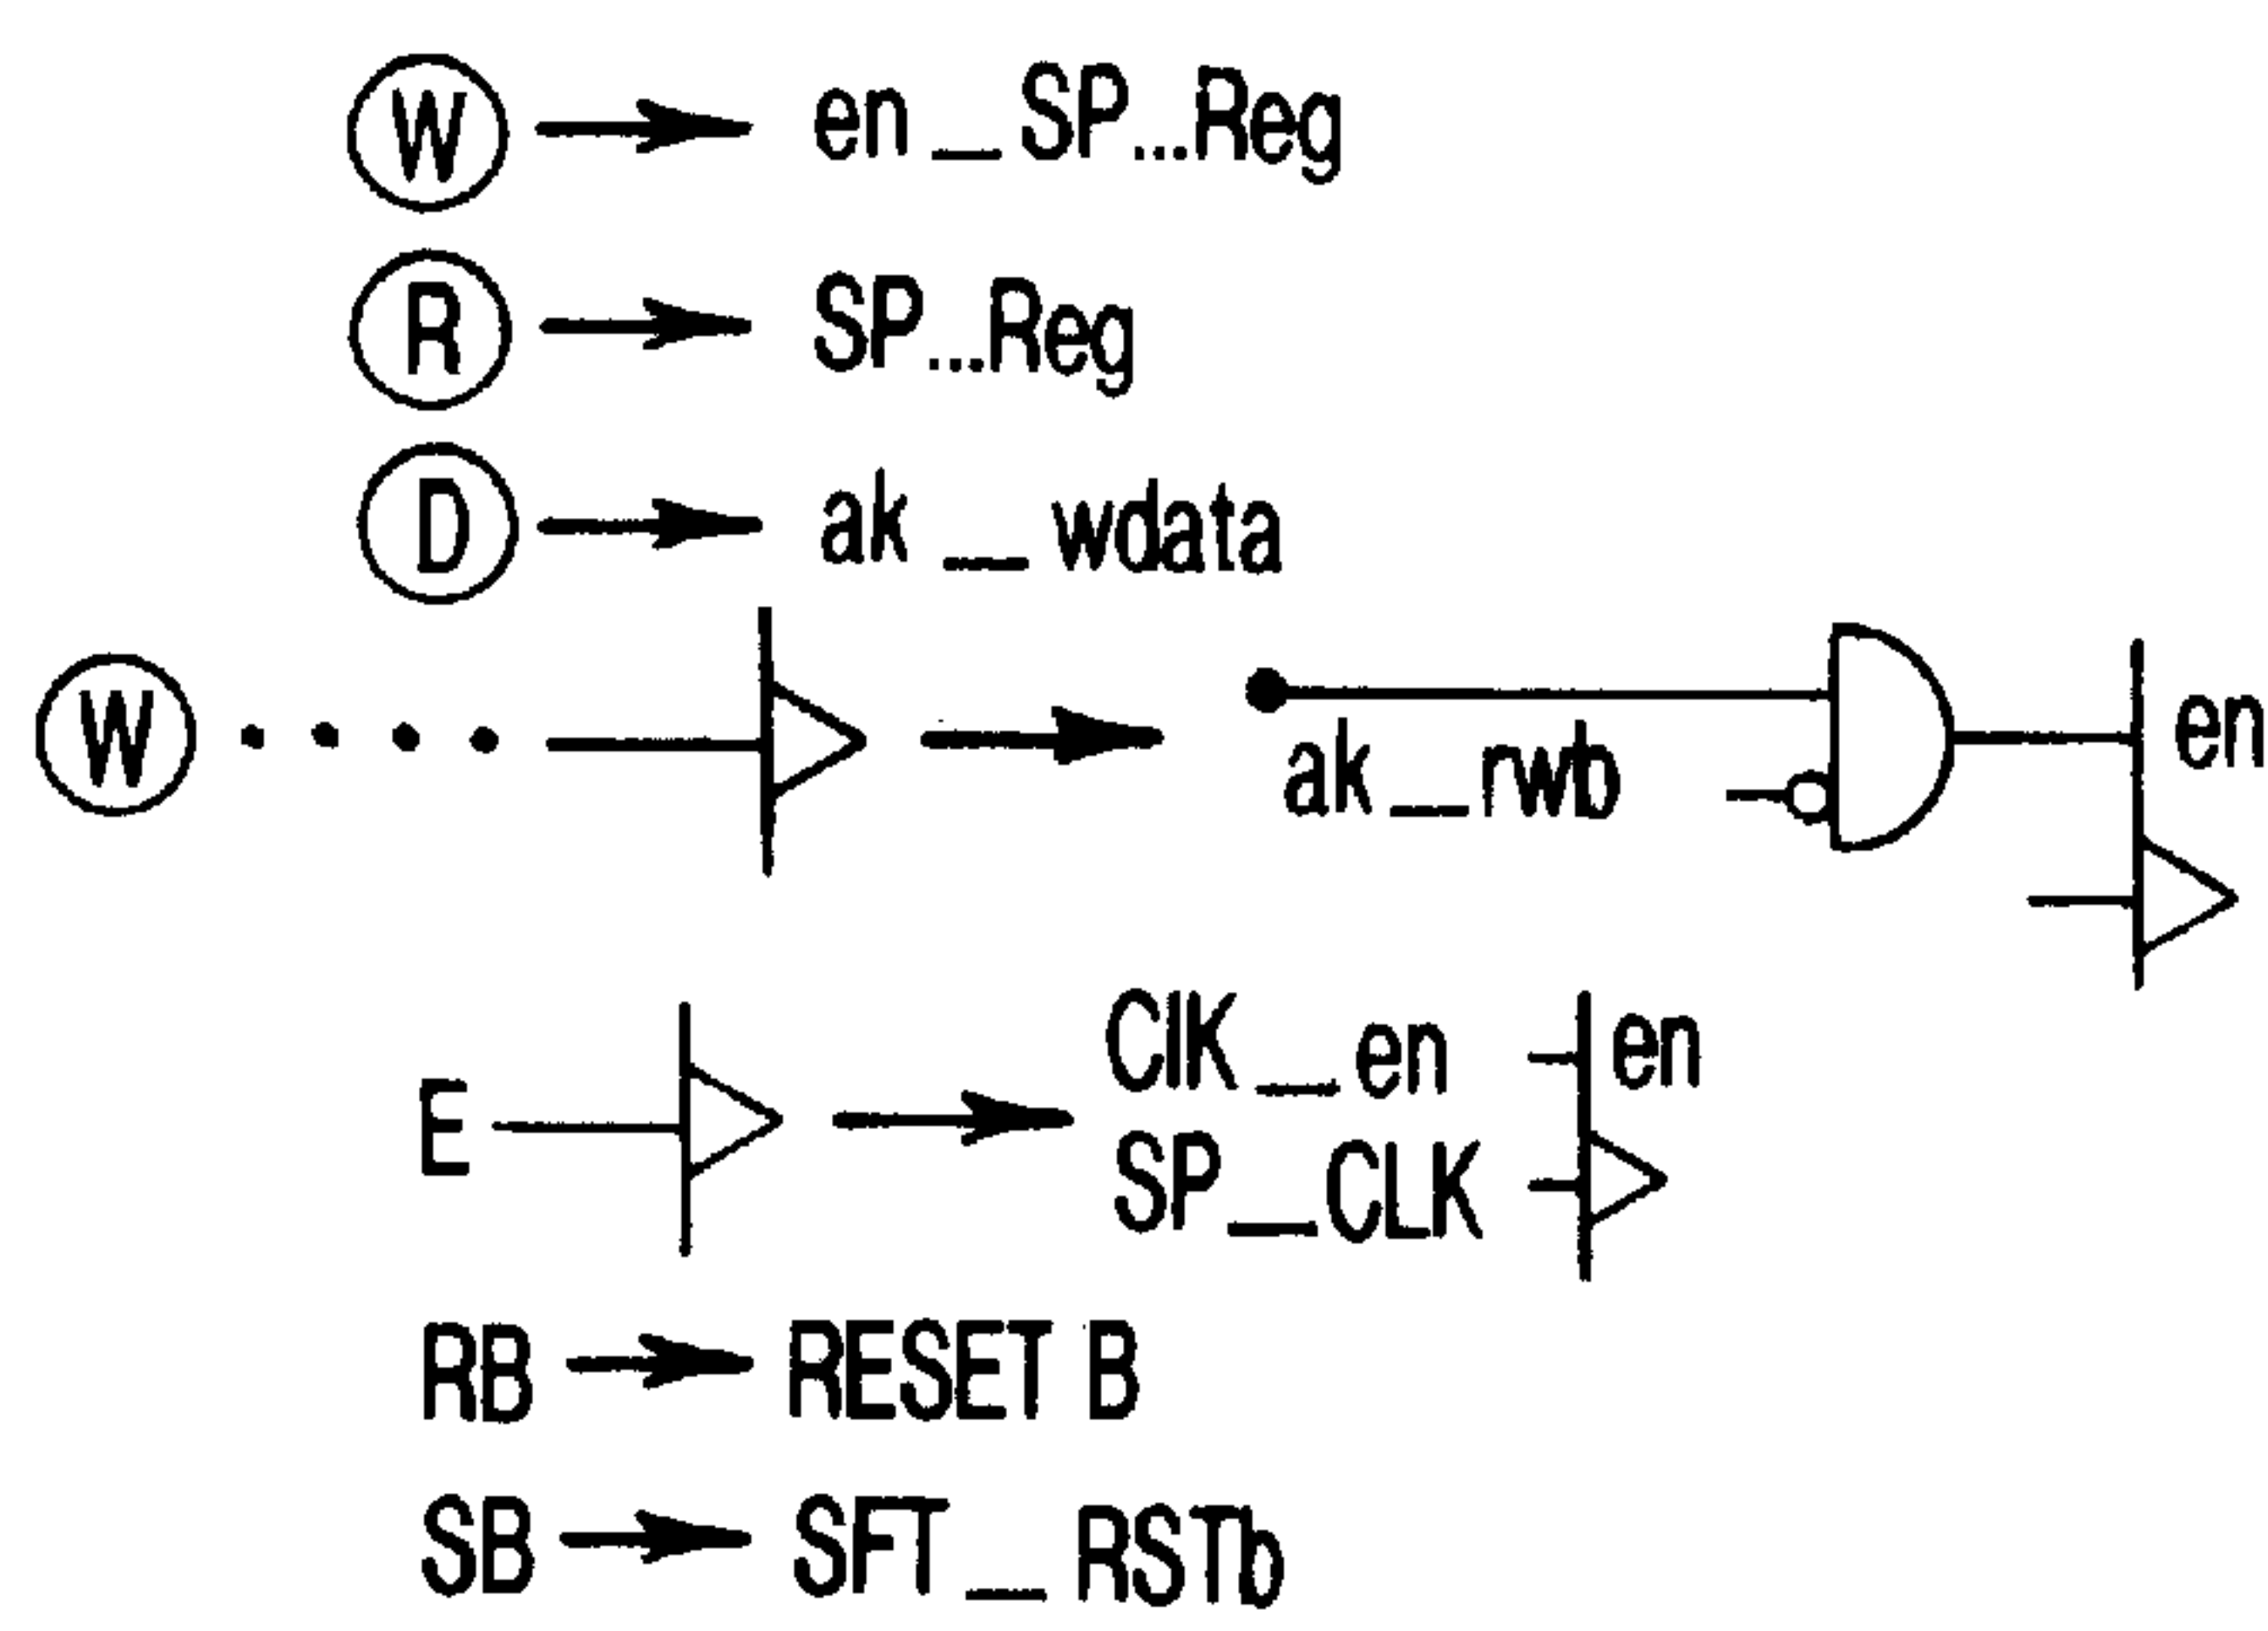 W en_SP...Reg
R SP...Reg
D ak_wdata
W ak_rwb en
E ClK_en en
SP_CLK
RB RESET B
SB SFT_RSTb